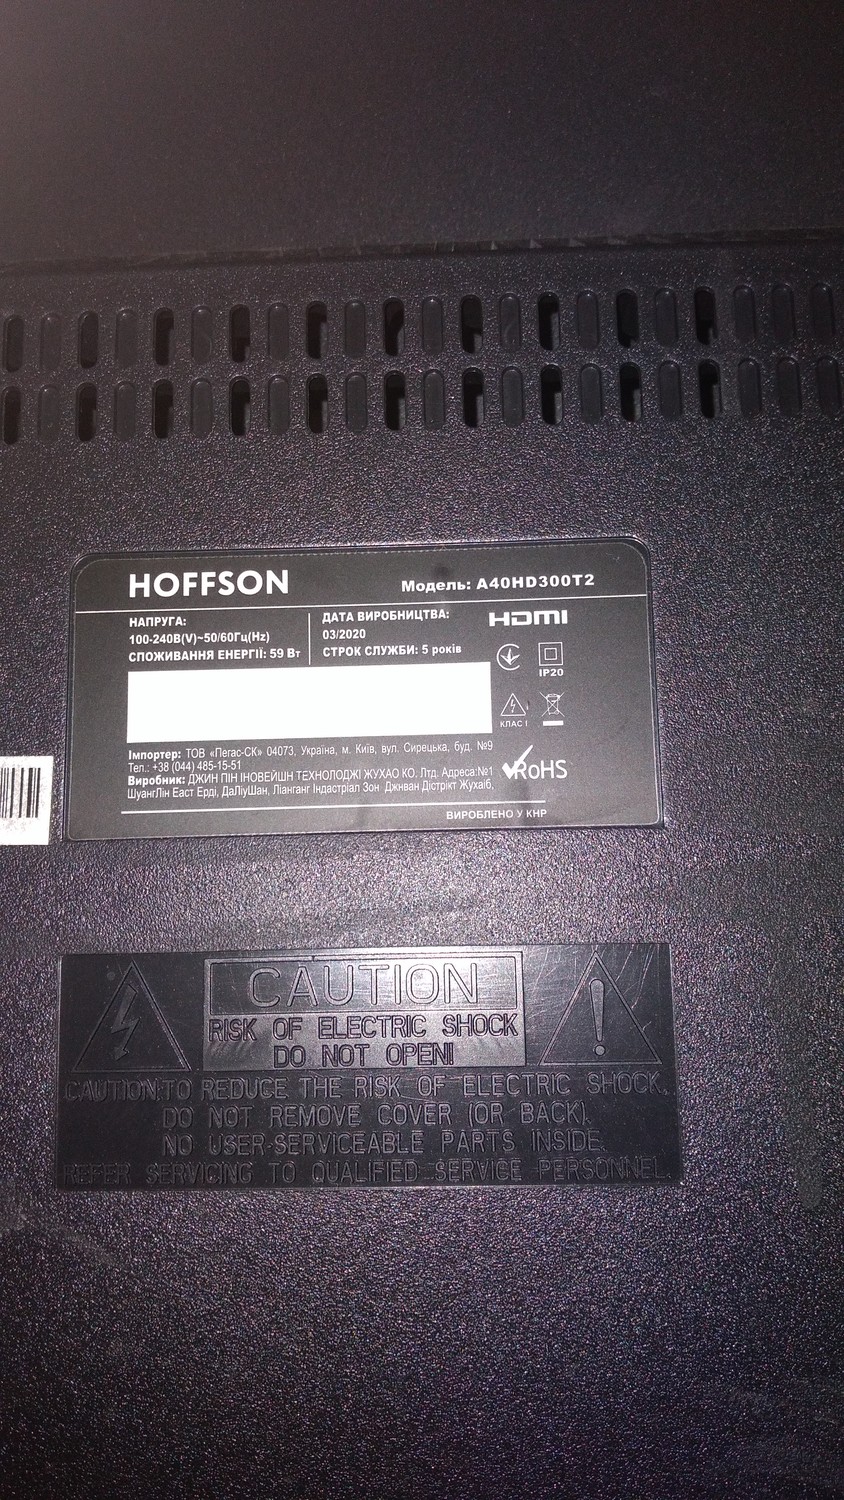 HOFFSON
Модель: A40HD300T2
НАПРУГА:
100-240В(V)~50/60Гц(Hz)
СПОЖИВАННЯ ЕНЕРГІЇ: 59 Вт
ДАТА ВИРОБНИЦТВА:
03/2020
СТРОК СЛУЖБИ: 5 років
HDMI
IP20
КЛАС I
Імпортер: ТОВ «Пегас-СК» 04073, Україна, м. Київ, вул. Сирецька, буд. №9
Тел.: +38 (044) 485-15-51
Виробник: ДЖИН ПІН ІНОВЕЙШН ТЕХНОЛОДЖІ ЖУХАО КО. Лтд. Адреса:№1
ШуангЛін Еаст Ерді, ДаЛіуШан, Ліанганг Індастріал Зон Джнван Дістрікт Жухаіб,
RoHS
ВИРОБЛЕНО У КНР
CAUTION
RISK OF ELECTRIC SHOCK
DO NOT OPEN!
CAUTION:TO REDUCE THE RISK OF ELECTRIC SHOCK,
DO NOT REMOVE COVER (OR BACK).
NO USER-SERVICEABLE PARTS INSIDE.
REFER SERVICING TO QUALIFIED SERVICE PERSONNEL.